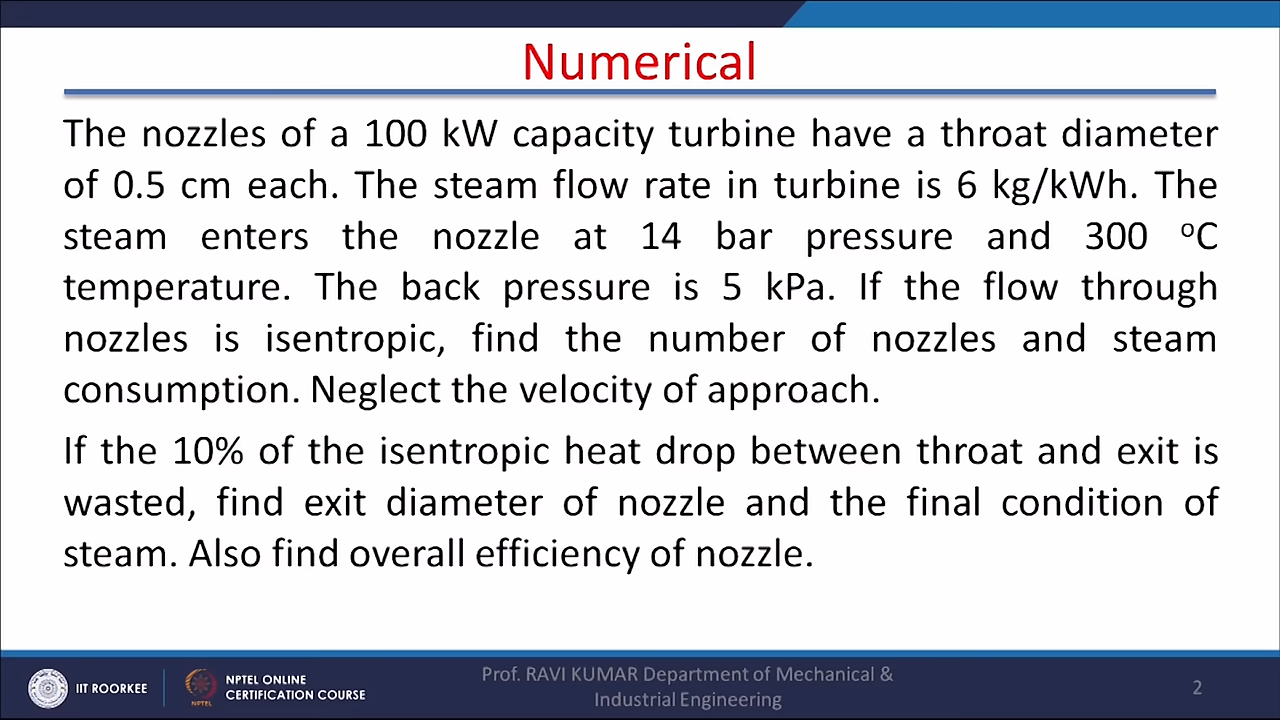 Numerical
The nozzles of a 100 kW capacity turbine have a throat diameter
of 0.5 cm each. The steam flow rate in turbine is 6 kg/kWh. The
steam enters the nozzle at 14 bar pressure and 300 ºC
temperature. The back pressure is 5 kPa. If the flow through
nozzles is isentropic, find the number of nozzles and steam
consumption. Neglect the velocity of approach.
If the 10% of the isentropic heat drop between throat and exit is
wasted, find exit diameter of nozzle and the final condition of
steam. Also find overall efficiency of nozzle.
IIT ROORKEE
NPTEL
NPTEL ONLINE
CERTIFICATION COURSE
Prof. RAVI KUMAR Department of Mechanical &
Industrial Engineering
2